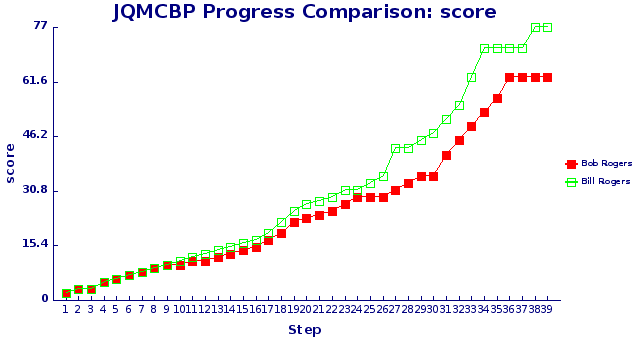 JQMCBP Progress Comparison: score
77
61.6
46.2
30.8
15.4
0
score
1 2 3 4 5 6 7 8 9 10 11 12 13 14 15 16 17 18 19 20 21 22 23 24 25 26 27 28 29 30 31 32 33 34 35 36 37 38 39
Step
Bob Rogers
Bill Rogers